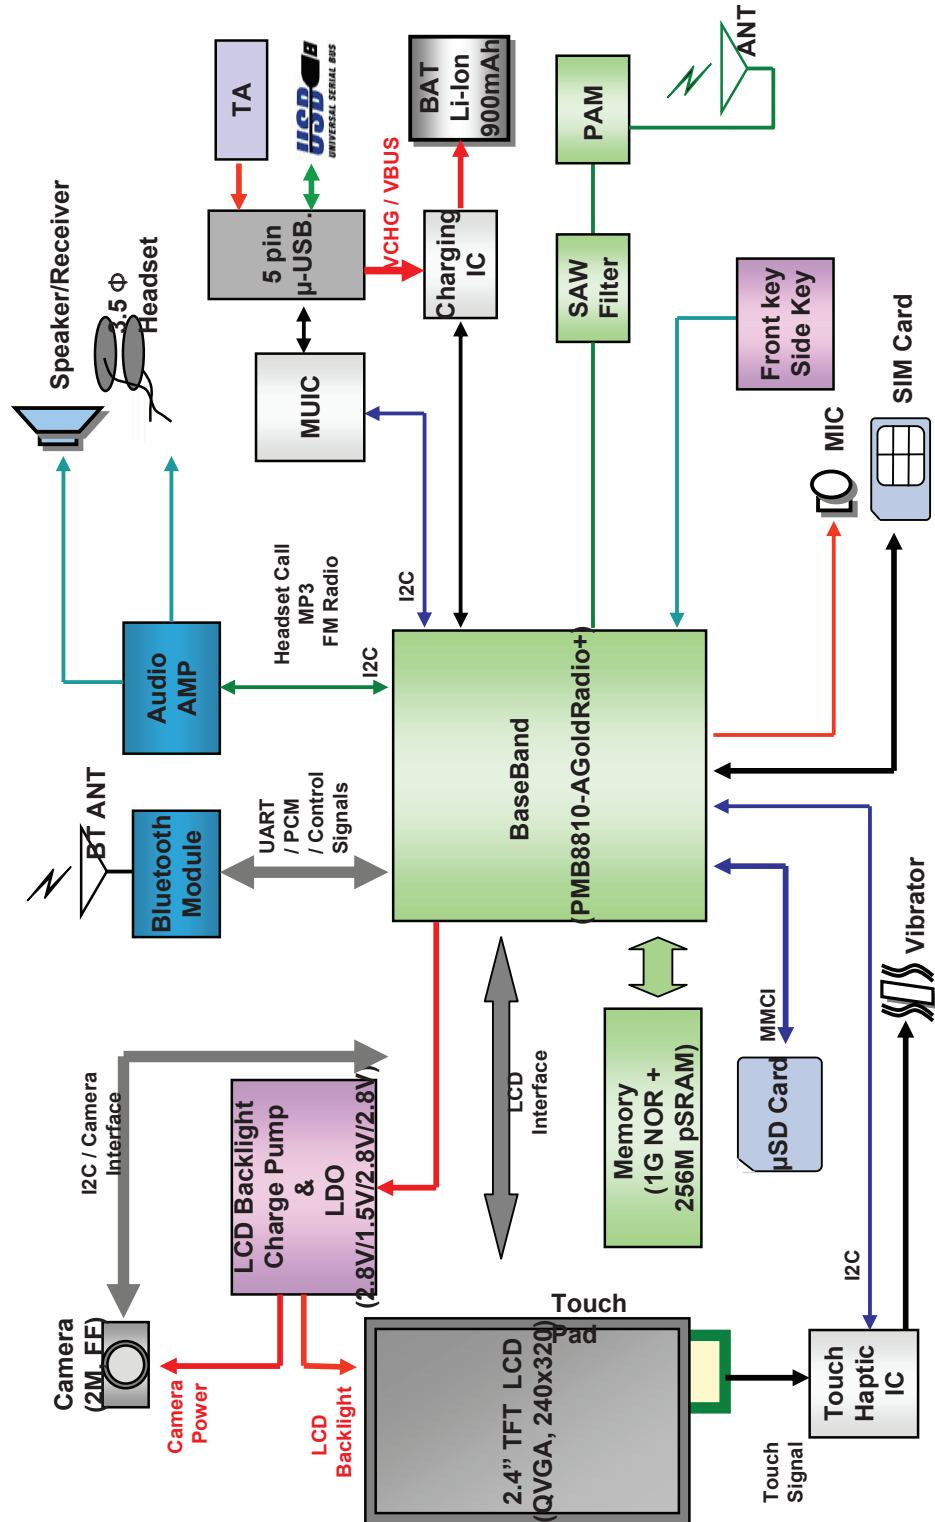 Camera
(2M, FF)
I2C / Camera
Interface
Camera
Power
LCD
Backlight
LCD Backlight
Charge Pump
&
LDO
(2.8V/1.5V/2.8V/2.8V)
2.4” TFT LCD
(QVGA, 240x320)
Touch
Pad
Touch
Signal
Touch
Haptic
IC
I2C
Vibrator
LCD
Interface
Memory
(1G NOR +
256M pSRAM)
MMCI
µSD Card
BT ANT
Bluetooth
Module
UART
/ PCM
/ Control
Signals
Audio
AMP
Headset Call
MP3
FM Radio
I2C
BaseBand
(PMB8810-AGoldRadio+)
Speaker/Receiver
3.5 Φ
Headset
MUIC
I2C
5 pin
µ-USB.
TA
USB
UNIVERSAL SERIAL BUS
VCHG / VBUS
Charging
IC
BAT
Li-Ion
900mAh
SAW
Filter
PAM
ANT
Front key
Side Key
MIC
SIM Card